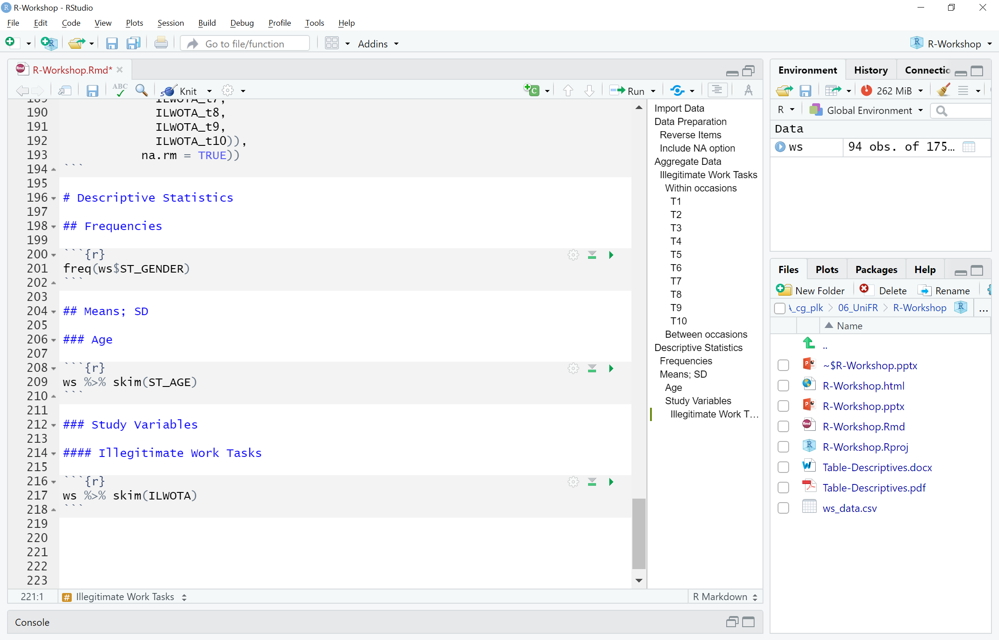 R-Workshop - RStudio
File Edit Code View Plots Session Build Debug Profile Tools Help
Go to file/function
Addins
R-Workshop
R-Workshop.Rmd*
ABC
Knit
Run
189 ILWOTA_t7,
190 ILWOTA_t8,
191 ILWOTA_t9,
192 ILWOTA_t10)),
193 na.rm = TRUE))
194 ```
195
196 # Descriptive Statistics
197
198 ## Frequencies
199
200 ```{r}
201 freq(ws$ST_GENDER)
202 ```
203
204 ## Means; SD
205
206 ### Age
207
208 ```{r}
209 ws %>% skim(ST_AGE)
210 ```
211
212 ### Study Variables
213
214 #### Illegitimate Work Tasks
215
216 ```{r}
217 ws %>% skim(ILWOTA)
218 ```
219
220
221
222
223
221:1 # Illegitimate Work Tasks
R Markdown
Console
Import Data
Data Preparation
Reverse Items
Include NA option
Aggregate Data
Illegitimate Work Tasks
Within occasions
T1
T2
T3
T4
T5
T6
T7
T8
T9
T10
Between occasions
Descriptive Statistics
Frequencies
Means; SD
Age
Study Variables
Illegitimate Work T...
Environment History Connectio
262 MiB
R Global Environment
Data
ws 94 obs. of 175…
Files Plots Packages Help
New Folder Delete Rename
_cg_plk 06_UniFR R-Workshop ...
Name
..
~$R-Workshop.pptx
R-Workshop.html
R-Workshop.pptx
R-Workshop.Rmd
R-Workshop.Rproj
Table-Descriptives.docx
Table-Descriptives.pdf
ws_data.csv